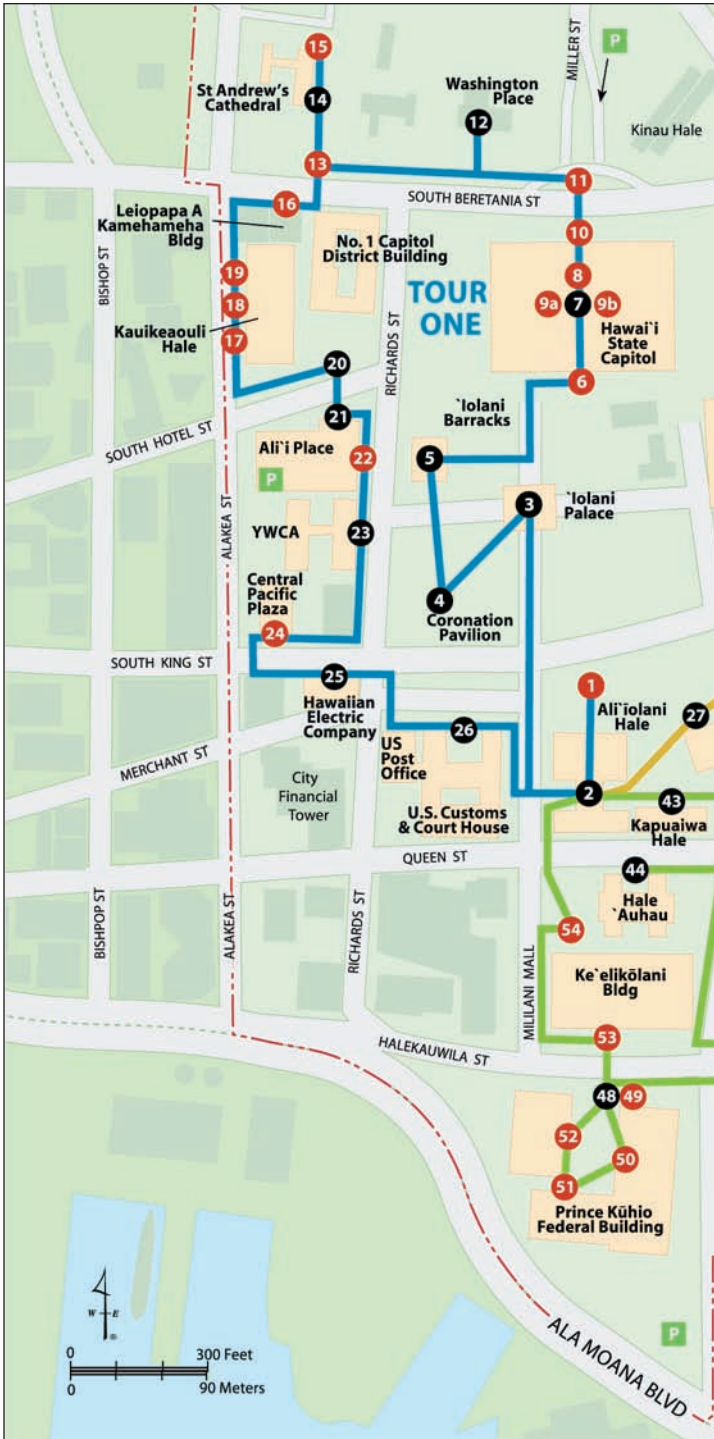 15
MILLER ST
P
St Andrew's
Cathedral
14
Washington
Place
12
Kinau Hale
13
11
SOUTH BERETANIA ST
16
Leiopapa A
Kamehameha
Bldg
10
No. 1 Capitol
District Building
BISHOP ST
19
8
TOUR
ONE
9a
7
9b
18
Hawai`i
State
Capitol
Kauikeaouli
Hale
17
RICHARDS ST
20
6
`Iolani
Barracks
21
SOUTH HOTEL ST
Ali`i Place
22
5
P
ALAKEA ST
3
`Iolani
Palace
YWCA
23
Central
Pacific
Plaza
4
Coronation
Pavilion
24
SOUTH KING ST
25
1
Hawaiian
Electric
Company
Ali`iolani
Hale
27
26
US
Post
Office
MERCHANT ST
City
Financial
Tower
2
43
U.S. Customs
& Court House
Kapuaiwa
Hale
QUEEN ST
44
BISHPOP ST
ALAKEA ST
RICHARDS ST
Hale
`Auhau
54
MILILANI MALL
Ke`elikōlani
Bldg
53
HALEKAUWILA ST
48
49
52
50
51
Prince Kūhio
Federal Building
W
E
®
0
300 Feet
0
90 Meters
P
ALA MOANA BLVD